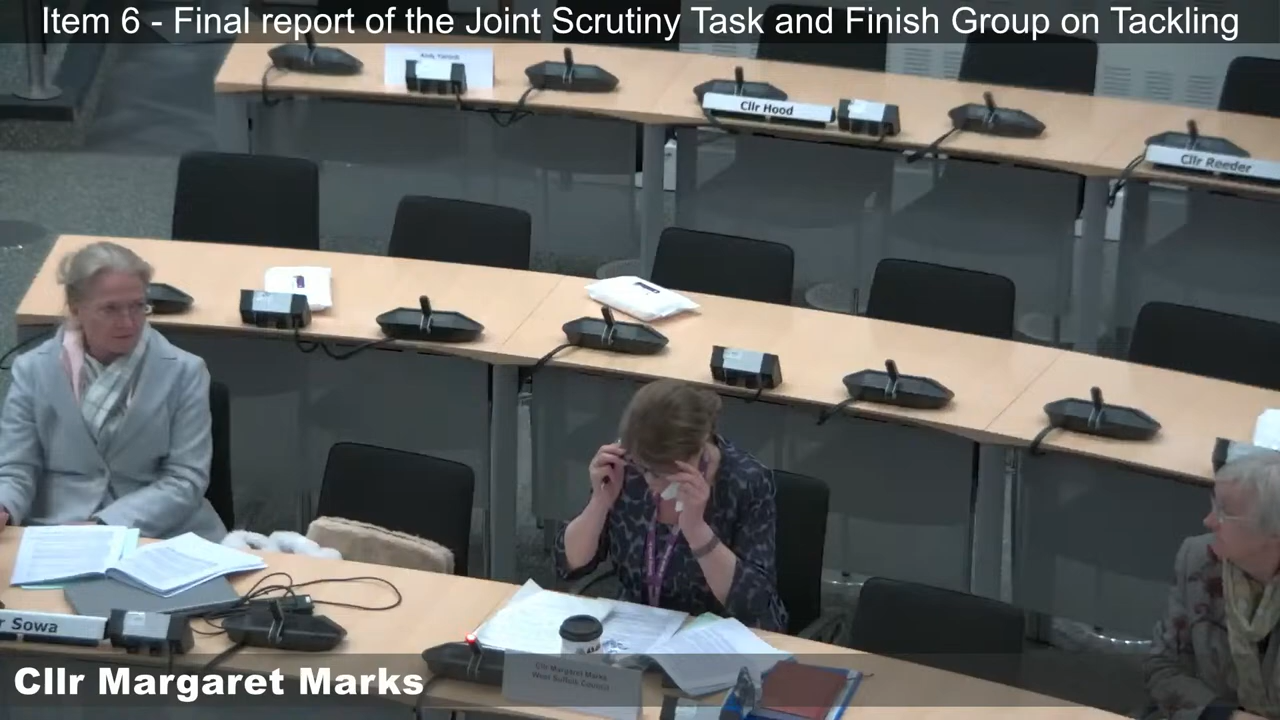 Item 6 - Final report of the Joint Scrutiny Task and Finish Group on Tackling
Cllr Hood
Cllr Reeder
r Sowa
Cllr Margaret Marks
West Suffolk Council
Cllr Margaret Marks